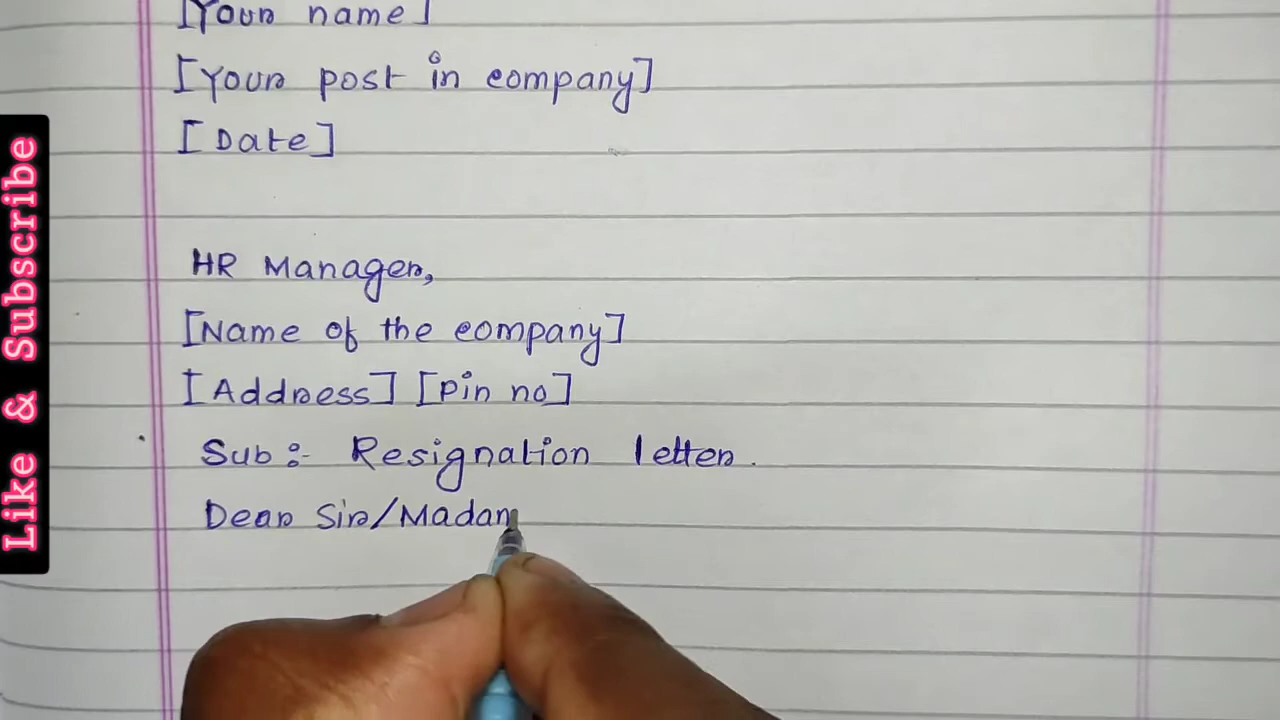 [Your name]
[Your post in company]
[Date]
HR Manager,
[Name of the company]
[Address] [Pin no]
Sub:- Resignation letter.
Dear Sir/Madam
Like & Subscribe